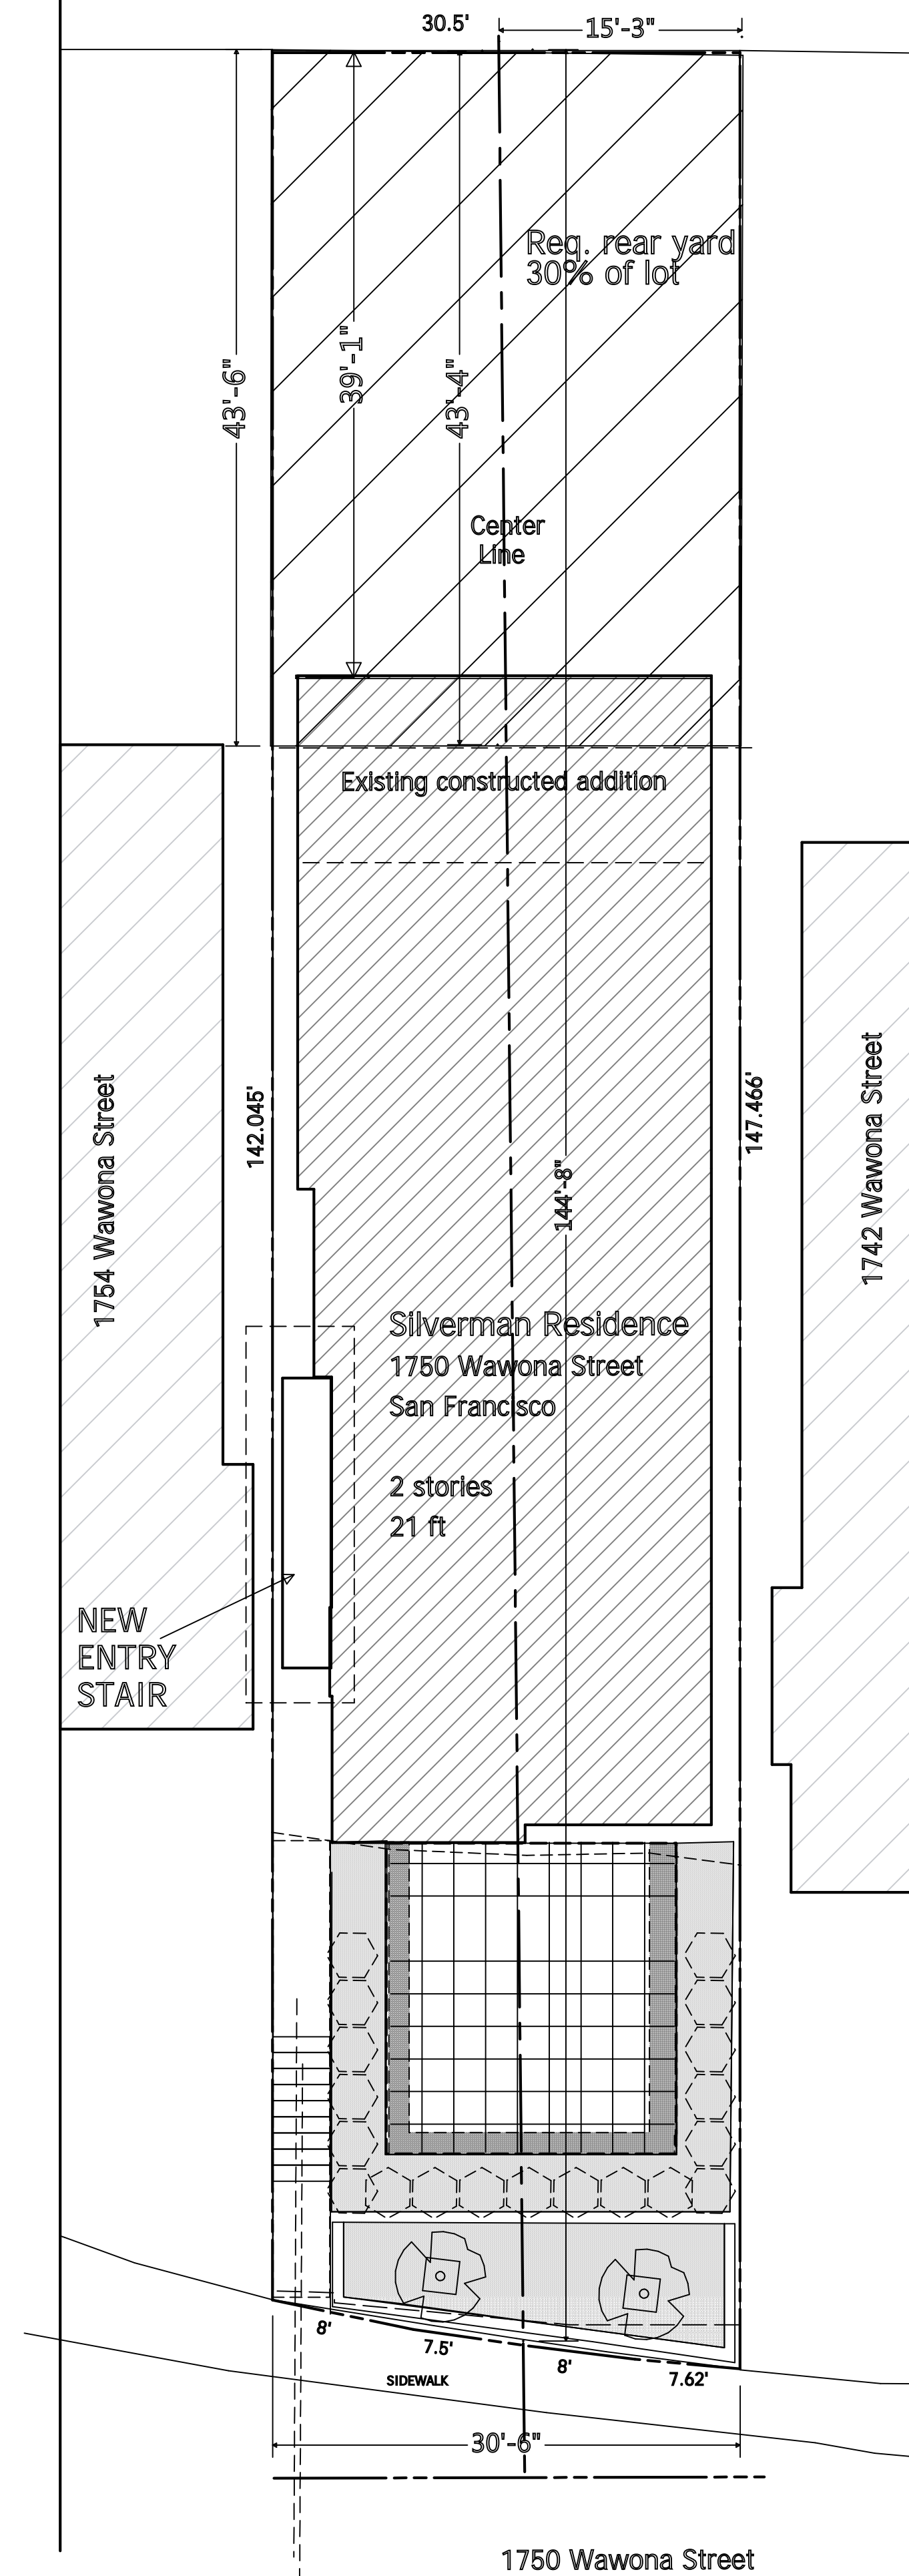 30.5'
15'-3"
Req. rear yard
30% of lot
43'-6"
39'-1"
43'-4"
Center
Line
Existing constructed addition
1754 Wawona Street
142.045'
144'-8"
147.466'
1742 Wawona Street
Silverman Residence
1750 Wawona Street
San Francisco
2 stories
21 ft
NEW
ENTRY
STAIR
8'
7.5'
8'
7.62'
SIDEWALK
30'-6"
1750 Wawona Street